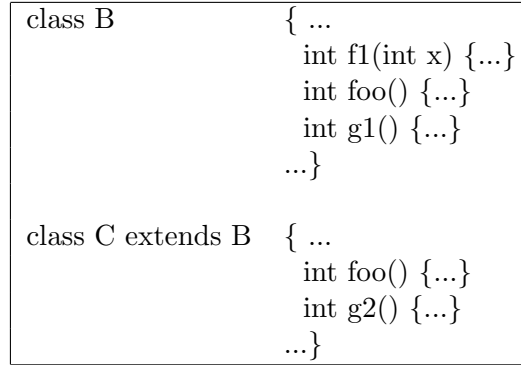 class B { ...
int f1(int x) {...}
int foo() {...}
int g1() {...}
...}
class C extends B { ...
int foo() {...}
int g2() {...}
...}